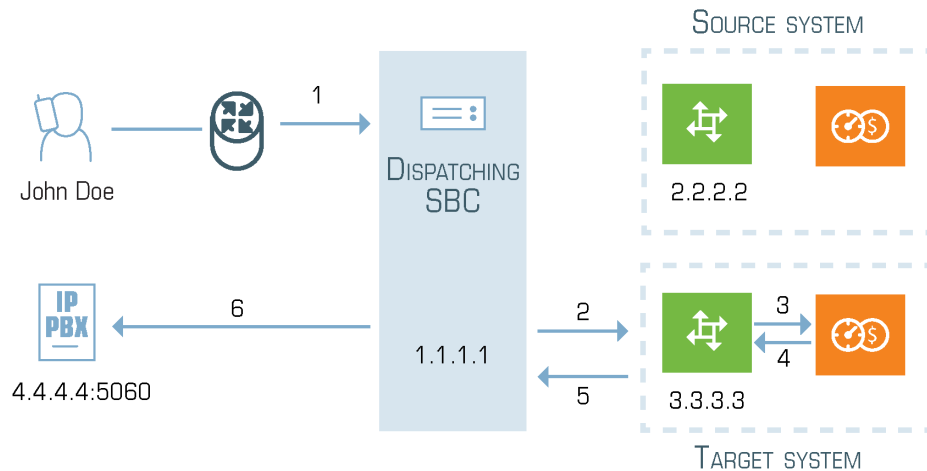 SOURCE SYSTEM
1
DISPATCHING
SBC
John Doe
2.2.2.2
$
IP
PBX
6
1.1.1.1
2
3
4
5
$
4.4.4.4:5060
3.3.3.3
TARGET SYSTEM